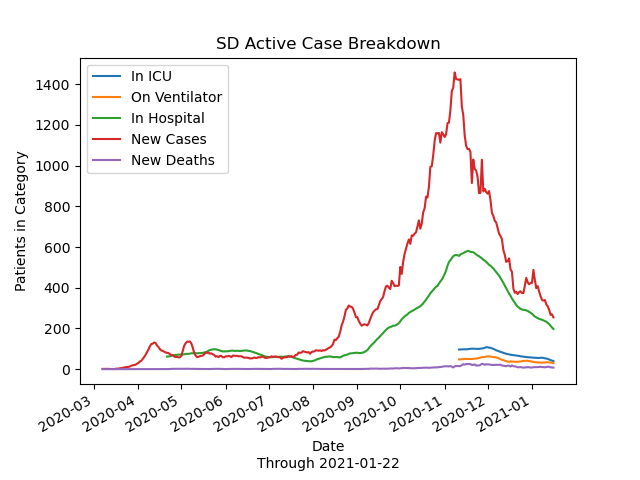 SD Active Case Breakdown
In ICU
On Ventilator
In Hospital
New Cases
New Deaths
Patients in Category
1400
1200
1000
800
600
400
200
0
2020-03
2020-04
2020-05
2020-06
2020-07
2020-08
2020-09
2020-10
2020-11
2020-12
2021-01
Date
Through 2021-01-22